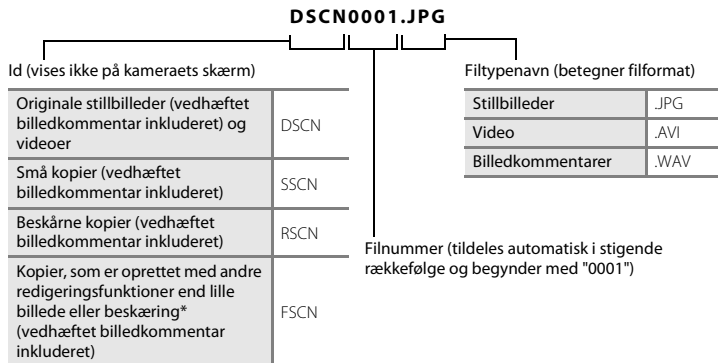 DSCN0001.JPG
Id (vises ikke på kameraets skærm)
Originale stillbilleder (vedhæftet
billedkommentar inkluderet) og
videoer
DSCN
Små kopier (vedhæftet
billedkommentar inkluderet)
SSCN
Beskårne kopier (vedhæftet
billedkommentar inkluderet)
RSCN
Kopier, som er oprettet med andre
redigeringsfunktioner end lille
billede eller beskæring*
(vedhæftet billedkommentar
inkluderet)
FSCN
Filtypenavn (betegner filformat)
Stillbilleder .JPG
Video .AVI
Billedkommentarer .WAV
Filnummer (tildeles automatisk i stigende
rækkefølge og begynder med "0001")